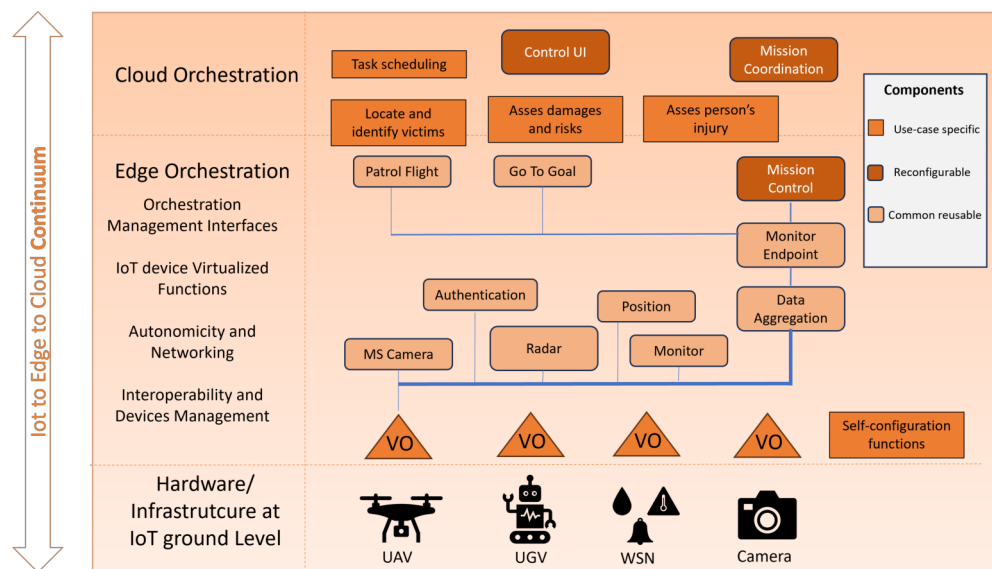 Iot to Edge to Cloud Continuum
Cloud Orchestration
Task scheduling
Control UI
Mission
Coordination
Locate and
identify victims
Asses damages
and risks
Asses person's
injury
Components
Use-case specific
Reconfigurable
Common reusable
Edge Orchestration
Patrol Flight
Go To Goal
Mission
Control
Orchestration
Management Interfaces
Monitor
Endpoint
IoT device Virtualized
Functions
Authentication
Position
Data
Aggregation
Autonomicity and
Networking
MS Camera
Radar
Monitor
Interoperability and
Devices Management
VO
VO
VO
VO
Self-configuration
functions
Hardware/
Infrastrutcure at
IoT ground Level
UAV
UGV
WSN
Camera